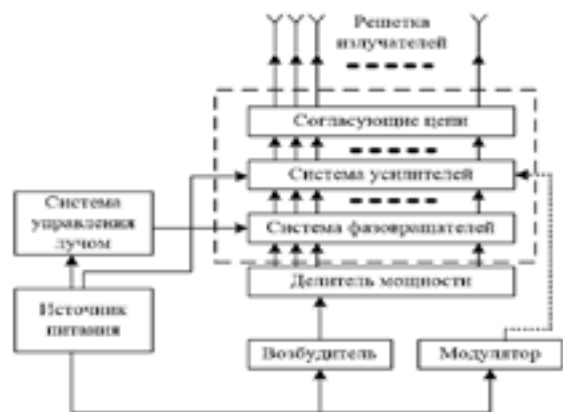 Решетка
излучателей
Согласующие цепи
Система усилителей
Система
управления
лучом
Система фазовращателей
Делитель мощности
Источник
питания
Возбудитель
Модулятор